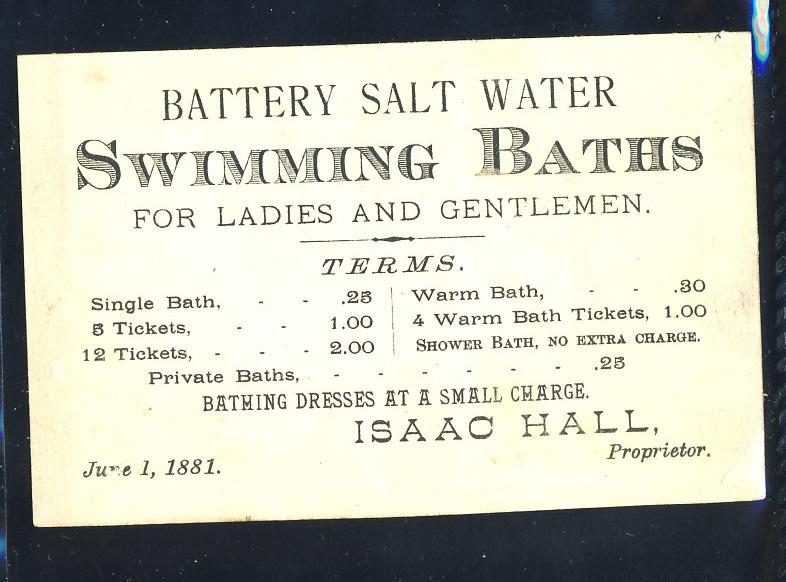 BATTERY SALT WATER
SWIMMING BATHS
FOR LADIES AND GENTLEMEN.
TERMS.
Single Bath, - - .25
5 Tickets, - - 1.00
12 Tickets, - - - 2.00
Warm Bath, - - .30
4 Warm Bath Tickets, 1.00
SHOWER BATH, NO EXTRA CHARGE.
Private Baths, - - - - - - .25
BATHING DRESSES AT A SMALL CHARGE.
ISAAC HALL,
Proprietor.
June 1, 1881.